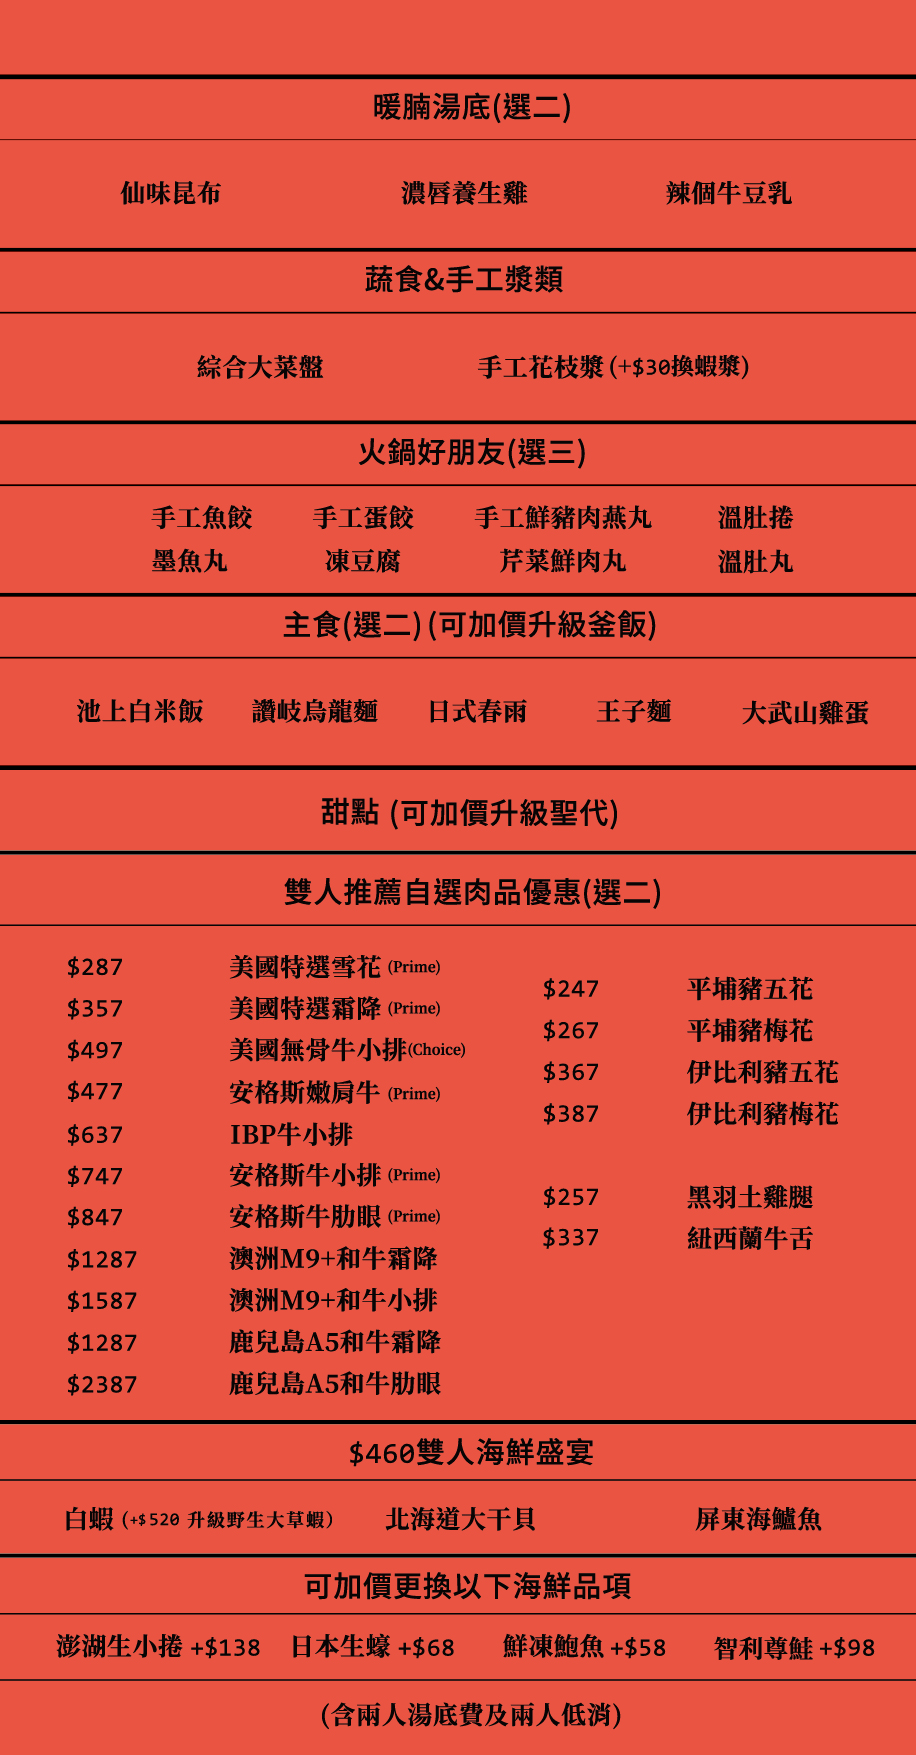 暖腩湯底(選二)
仙味昆布 濃唇養生雞 辣個牛豆乳
蔬食&手工漿類
綜合大菜盤 手工花枝漿(+$30換蝦漿)
火鍋好朋友(選三)
手工魚餃 手工蛋餃 手工鮮豬肉燕丸 溫肚捲
墨魚丸 凍豆腐 芹菜鮮肉丸 溫肚丸
主食(選二)(可加價升級釜飯)
池上白米飯 讚岐烏龍麵 日式春雨 王子麵 大武山雞蛋
甜點 (可加價升級聖代)
雙人推薦自選肉品優惠(選二)
$287 美國特選雪花 (Prime)
$357 美國特選霜降 (Prime)
$497 美國無骨牛小排(Choice)
$477 安格斯嫩肩牛 (Prime)
$637 IBP牛小排
$747 安格斯牛小排 (Prime)
$847 安格斯牛肋眼 (Prime)
$1287 澳洲M9+和牛霜降
$1587 澳洲M9+和牛小排
$1287 鹿兒島A5和牛霜降
$2387 鹿兒島A5和牛肋眼
$247 平埔豬五花
$267 平埔豬梅花
$367 伊比利豬五花
$387 伊比利豬梅花
$257 黑羽土雞腿
$337 紐西蘭牛舌
$460雙人海鮮盛宴
白蝦 (+$520 升級野生大草蝦) 北海道大干貝 屏東海鱸魚
可加價更換以下海鮮品項
澎湖生小捲 +$138 日本生蠔 +$68 鮮凍鮑魚 +$58 智利尊鮭 +$98
(含兩人湯底費及兩人低消)